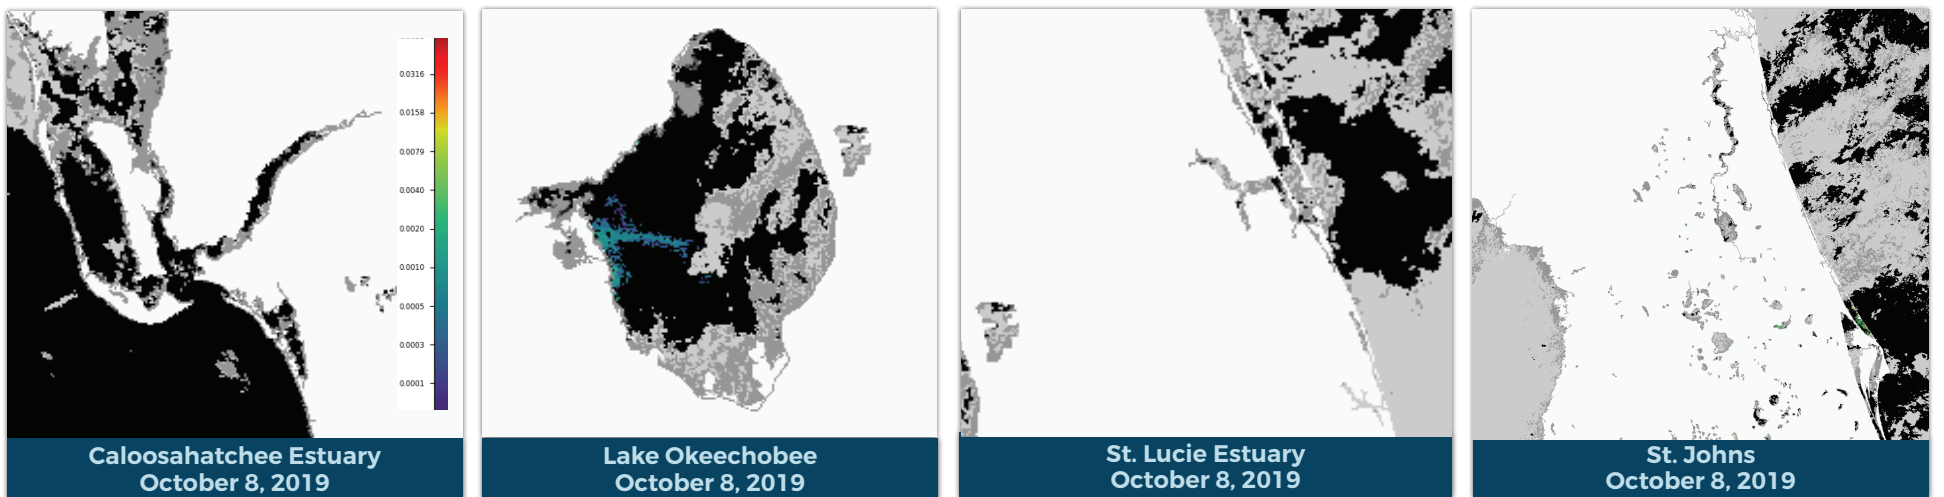 0.0316
0.0158
0.0079
0.0040
0.0020
0.0010
0.0005
0.0003
0.0001
Caloosahatchee Estuary
October 8, 2019
Lake Okeechobee
October 8, 2019
St. Lucie Estuary
October 8, 2019
St. Johns
October 8, 2019